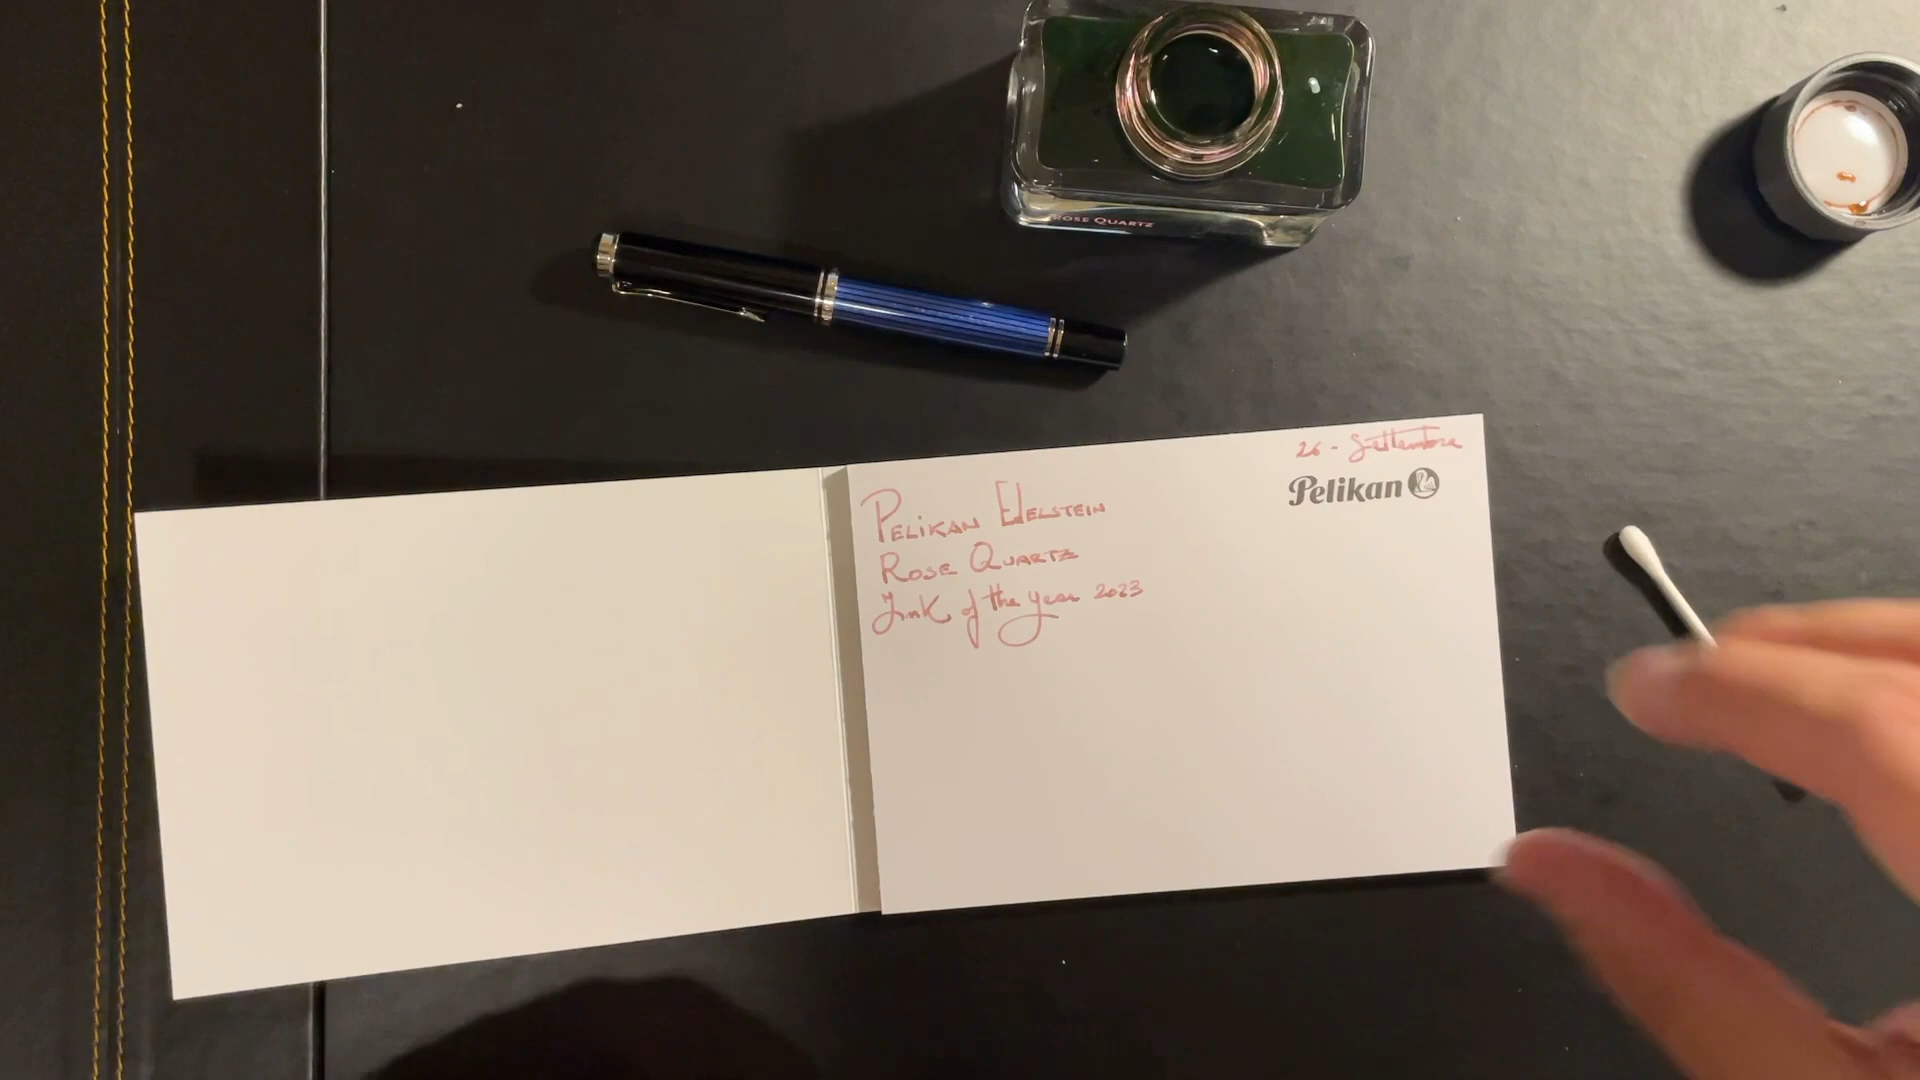 ROSE QUARTZ
26 - Settembre
Pelikan
PELIKAN EDELSTEIN
ROSE QUARTZ
Ink of the year 2023